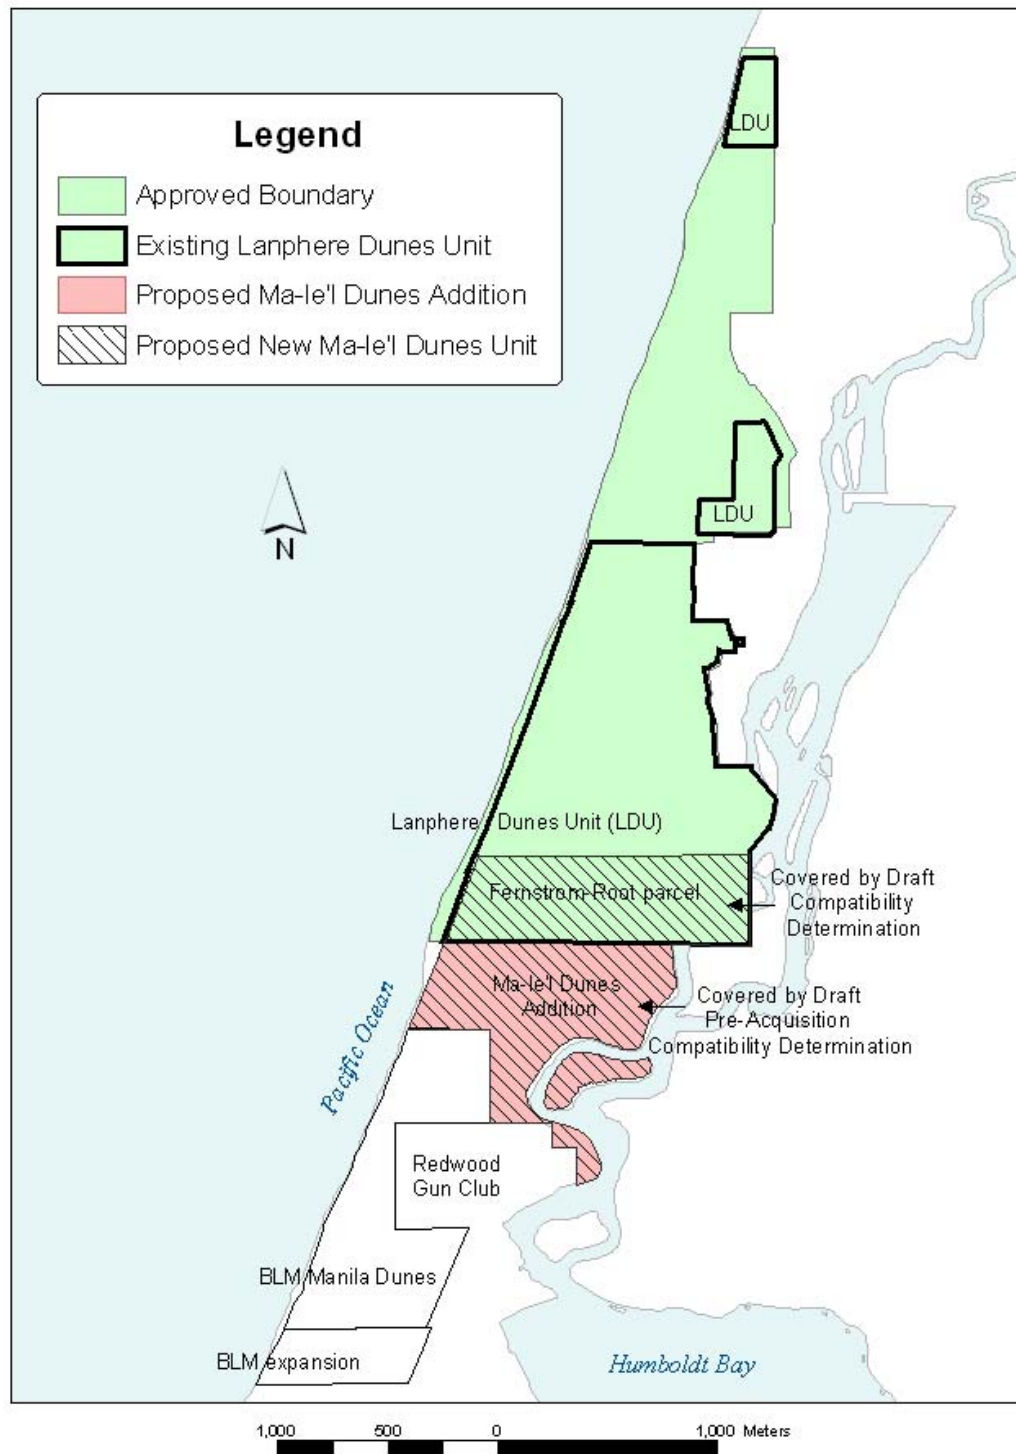 Legend
Approved Boundary
Existing Lanphere Dunes Unit
Proposed Ma-le'l Dunes Addition
Proposed New Ma-le'l Dunes Unit
LDU
LDU
N
Lanphere Dunes Unit (LDU)
Fernstrom-Root parcel
Covered by Draft
Compatibility
Determination
Ma-le'l Dunes
Addition
Covered by Draft
Pre-Acquisition
Compatibility Determination
Pacific Ocean
Redwood
Gun Club
BLM Manila Dunes
BLM expansion
Humboldt Bay
1,000 500 0 1,000 Meters